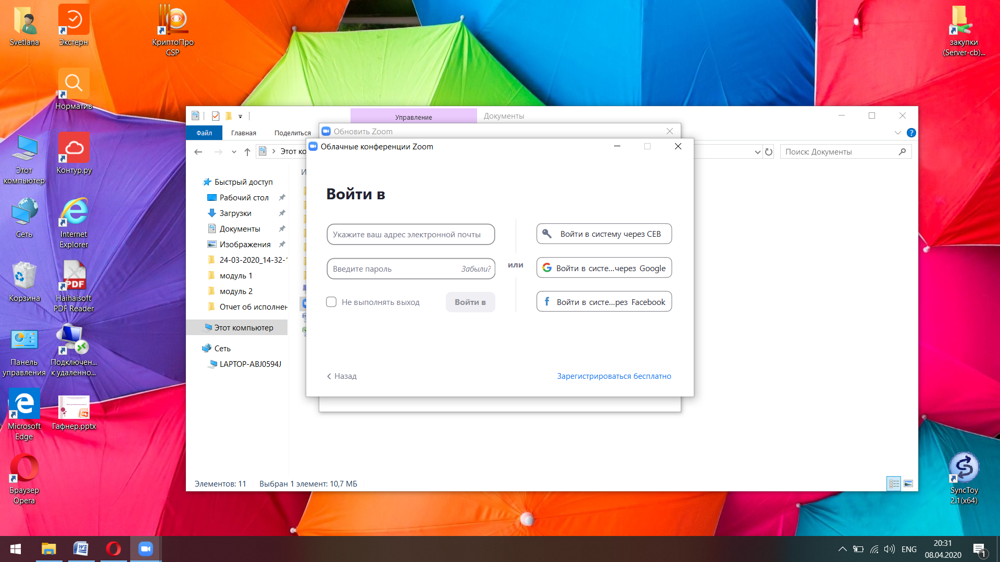 Svetlana
Экстерн
КриптоПро
CSP
закупки
(Server-cb)...
Норматив
Этот
компьютер
Контур.ру
Сеть
Internet
Explorer
Корзина
PDF
Haihaisoft
PDF Reader
Панель
управления
Подключен...
к удаленно...
Microsoft
Edge
Гафнер.pptx
Браузер
Opera
SyncToy
2.1(x64)
Управление
Документы
Файл
Главная
Поделиться
Этот ко
Поиск: Документы
Быстрый доступ
Рабочий стол
Загрузки
Документы
Изображения
24-03-2020_14-32-1
модуль 1
модуль 2
Отчет об исполнен
Этот компьютер
Сеть
LAPTOP-ABJ0594J
Элементов: 11
Выбран 1 элемент: 10,7 МБ
Обновить Zoom
Облачные конференции Zoom
Войти в
Укажите ваш адрес электронной почты
Введите пароль
Забыли?
Не выполнять выход
Войти в
или
Войти в систему через СЕВ
Войти в систе...через Google
Войти в систе...рез Facebook
Назад
Зарегистрироваться бесплатно
ENG
20:31
08.04.2020
1